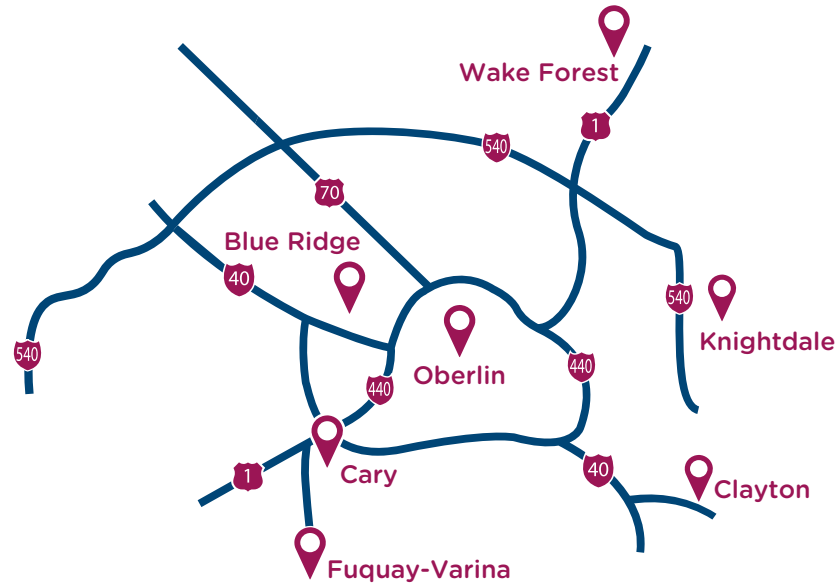 Wake Forest
1
540
70
Blue Ridge
40
540
Knightdale
Oberlin
540
440
440
Cary
1
40
Clayton
Fuquay-Varina